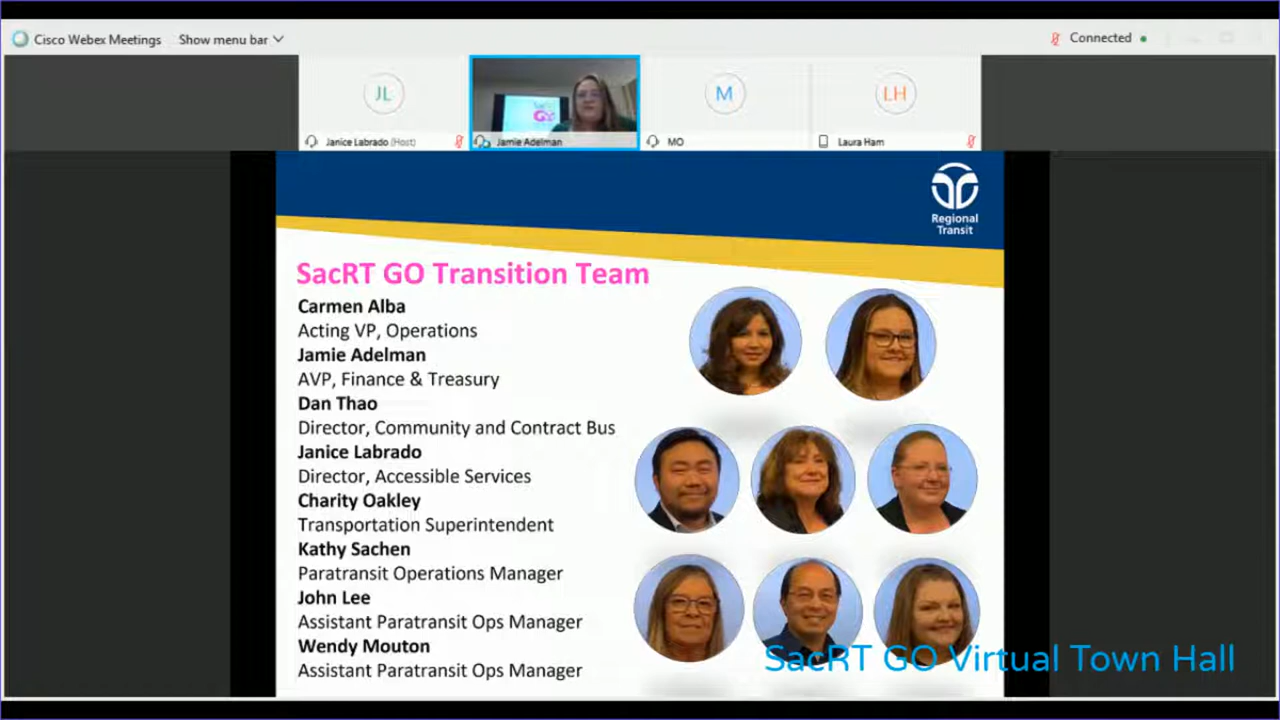 Cisco Webex Meetings Show menu bar
Connected
JL
M
LH
SacRT
GO
Janice Labrado (Host)
Jamie Adelman
MO
Laura Ham
Regional
Transit
SacRT GO Transition Team
Carmen Alba
Acting VP, Operations
Jamie Adelman
AVP, Finance & Treasury
Dan Thao
Director, Community and Contract Bus
Janice Labrado
Director, Accessible Services
Charity Oakley
Transportation Superintendent
Kathy Sachen
Paratransit Operations Manager
John Lee
Assistant Paratransit Ops Manager
Wendy Mouton
Assistant Paratransit Ops Manager
SacRT GO Virtual Town Hall